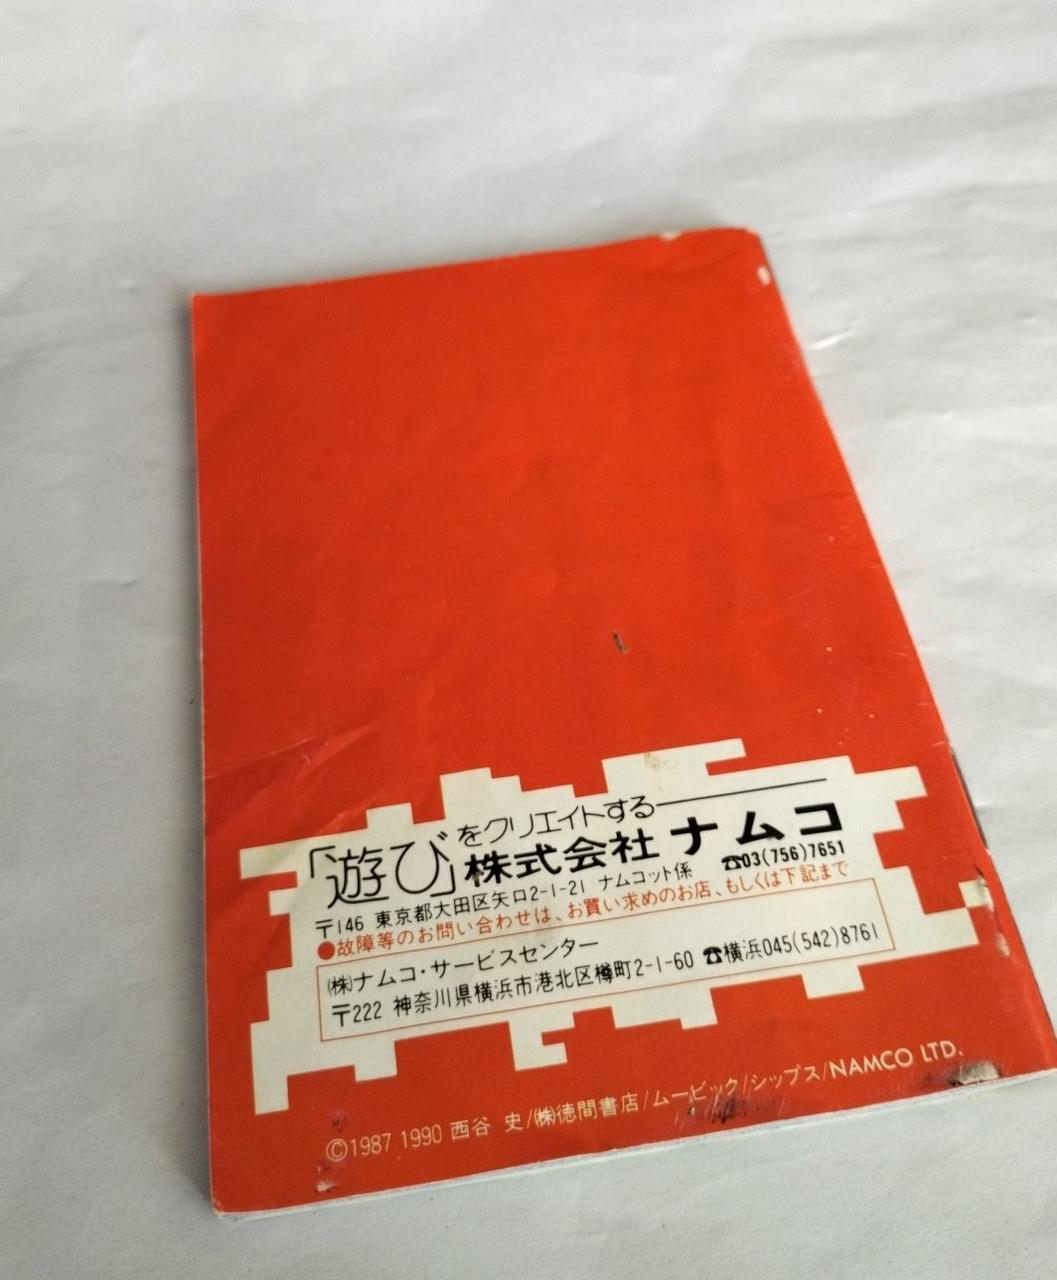 「遊び」をクリエイトする──
株式会社ナムコ
〒146 東京都大田区矢口2-1-21 ナムコット係 ☎03(756)7651
●故障等のお問い合わせは、お買い求めのお店、もしくは下記まで
㈱ナムコ・サービスセンター
〒222 神奈川県横浜市港北区樽町2-1-60 ☎横浜045(542)8761
©1987 1990 西谷 史/㈱徳間書店/ムービック/シップス/NAMCO LTD.